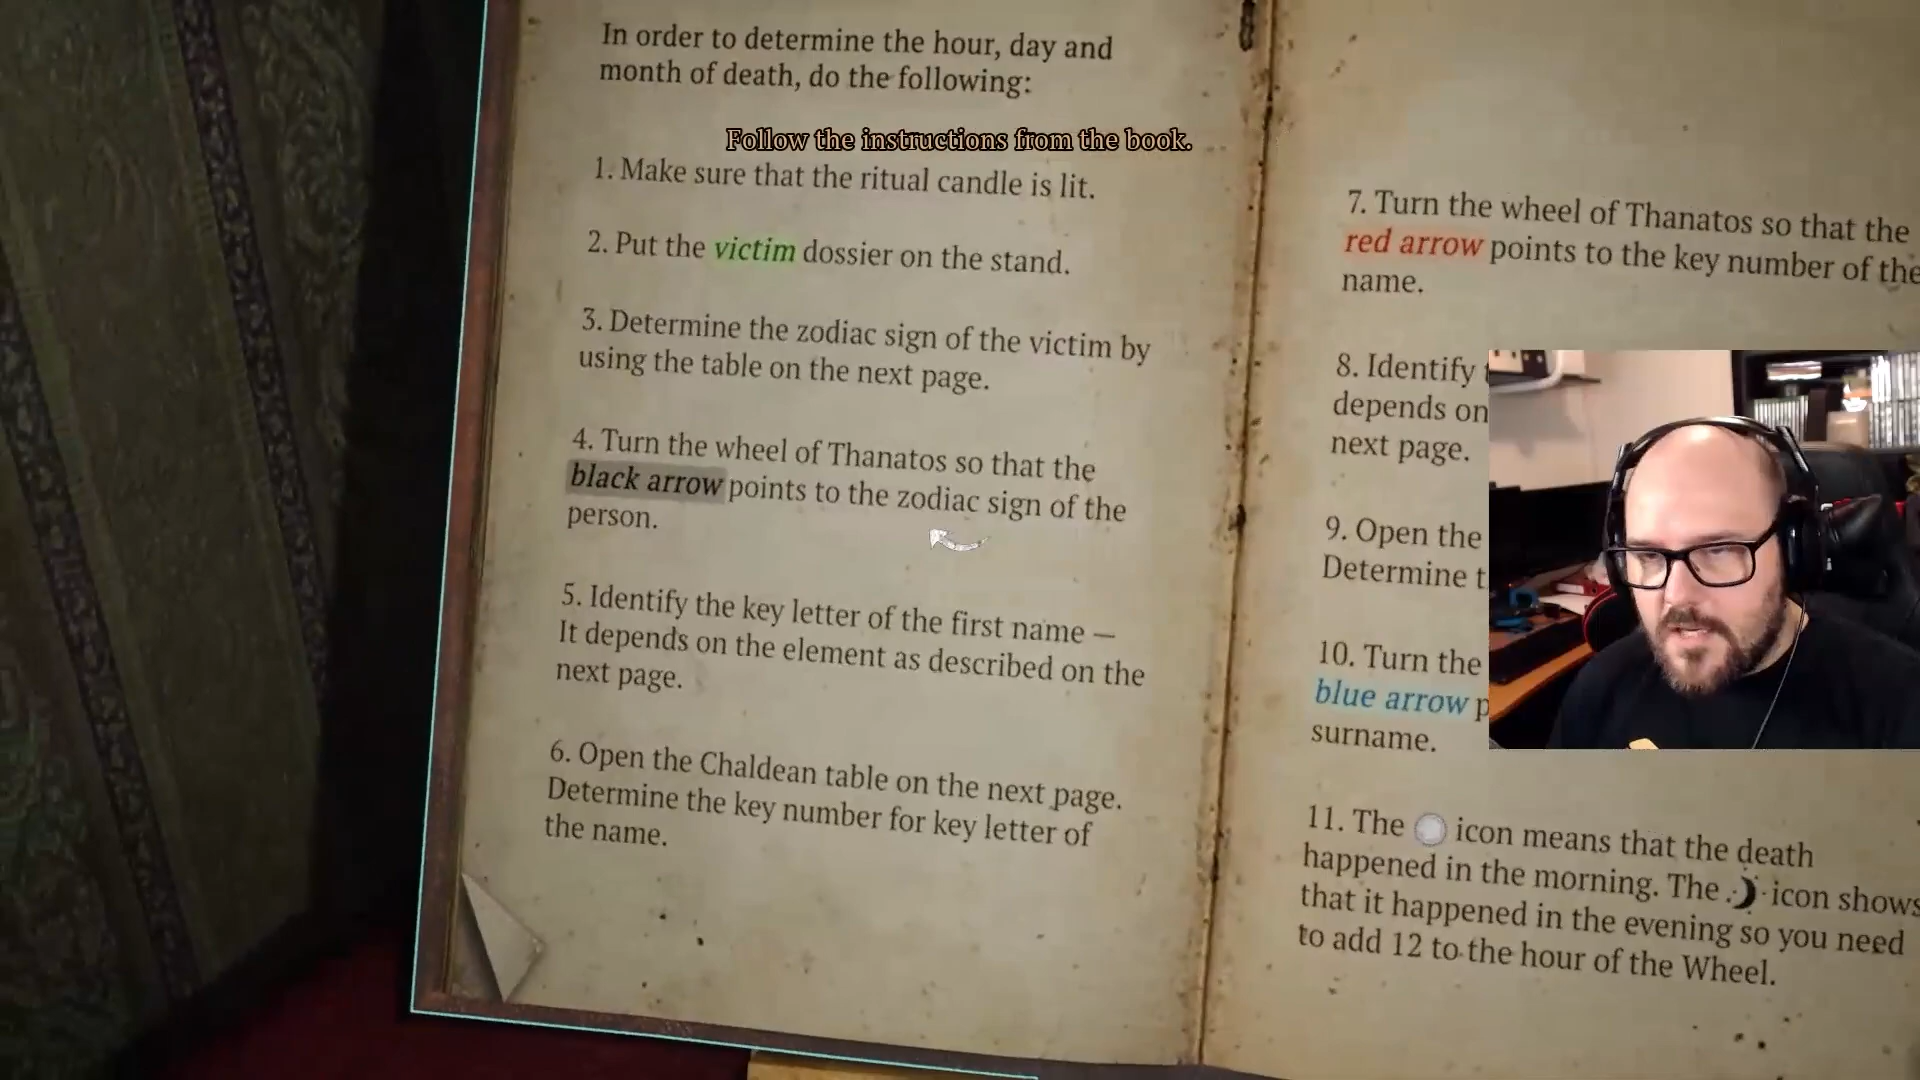 In order to determine the hour, day and
month of death, do the following:
Follow the instructions from the book.
1. Make sure that the ritual candle is lit.
2. Put the victim dossier on the stand.
3. Determine the zodiac sign of the victim by
using the table on the next page.
4. Turn the wheel of Thanatos so that the
black arrow points to the zodiac sign of the
person.
5. Identify the key letter of the first name —
It depends on the element as described on the
next page.
6. Open the Chaldean table on the next page.
Determine the key number for key letter of
the name.
7. Turn the wheel of Thanatos so that the
red arrow points to the key number of the
name.
8. Identify
depends on
next page.
9. Open the
Determine
10. Turn the
blue arrow
surname.
11. The icon means that the death
happened in the morning. The icon shows
that it happened in the evening so you need
to add 12 to the hour of the Wheel.